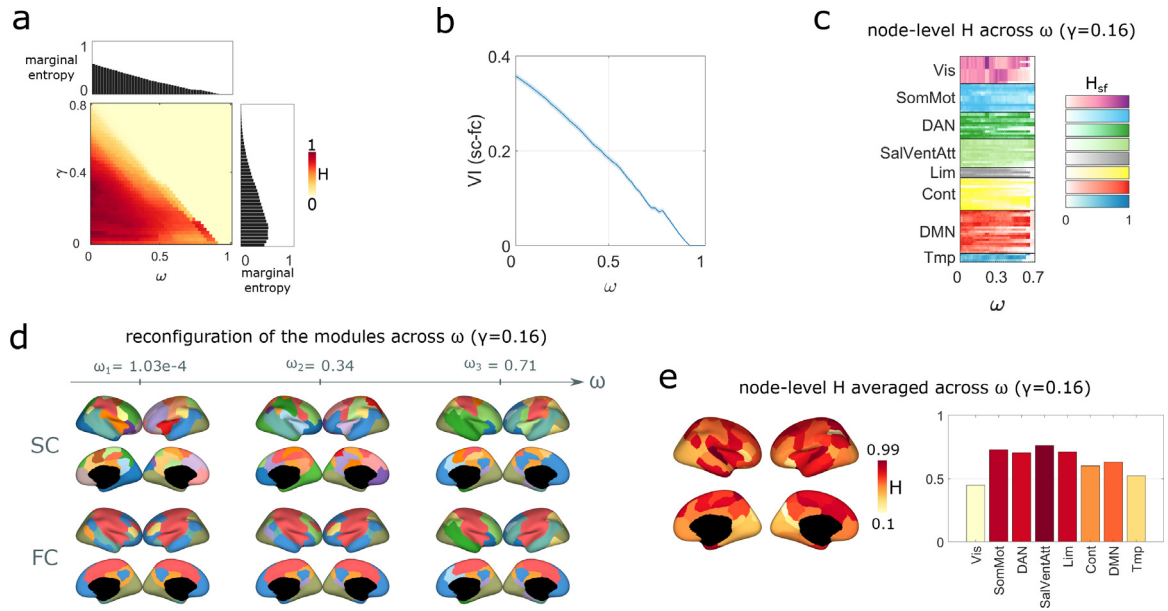 a
1
marginal
entropy
0
0.8
γ
0.4
0
0
0.5
1
ω
1
H
0
0
1
marginal
entropy
b
0.4
VI (sc-fc)
0.2
0
0
0.5
1
ω
c
node-level H across ω (γ=0.16)
Vis
SomMot
DAN
SalVentAtt
Lim
Cont
DMN
Tmp
0
0.3
0.7
ω
Hsf
0
1
d
reconfiguration of the modules across ω (γ=0.16)
ω1= 1.03e-4
ω2= 0.34
ω3= 0.71
ω
SC
FC
e
node-level H averaged across ω (γ=0.16)
0.99
H
0.1
1
0.5
0
Vis
SomMot
DAN
SalVentAtt
Lim
Cont
DMN
Tmp